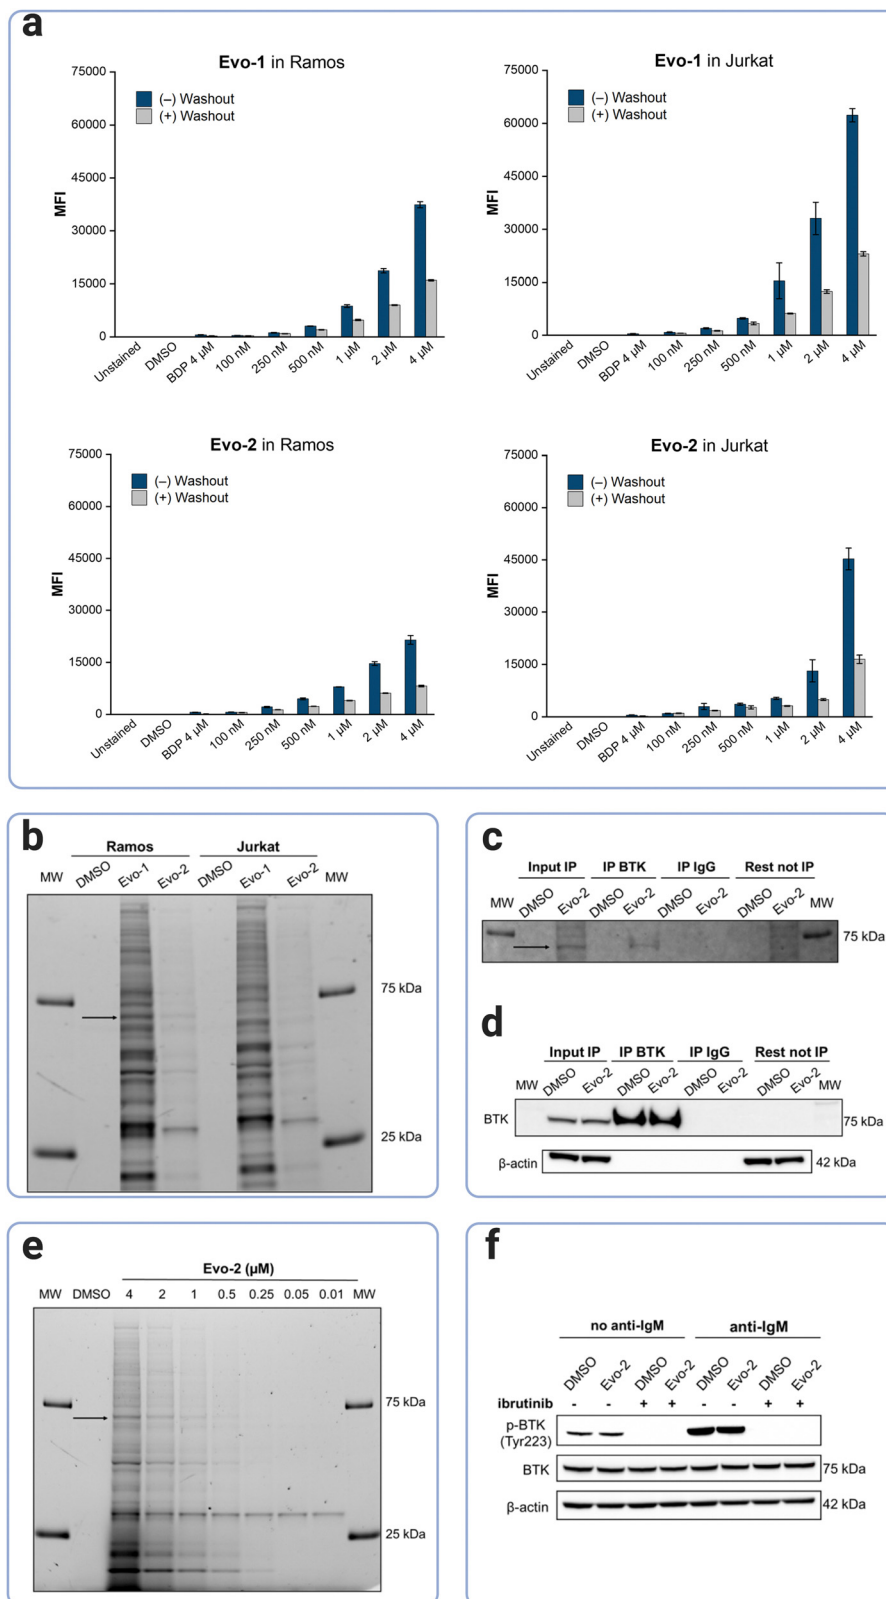 a
Evo-1 in Ramos
75000
60000
45000
30000
15000
0
MFI
(–) Washout
(+) Washout
Unstained
DMSO
BDP 4 µM
100 nM
250 nM
500 nM
1 µM
2 µM
4 µM
Evo-1 in Jurkat
75000
60000
45000
30000
15000
0
MFI
(–) Washout
(+) Washout
Unstained
DMSO
BDP 4 µM
100 nM
250 nM
500 nM
1 µM
2 µM
4 µM
Evo-2 in Ramos
75000
60000
45000
30000
15000
0
MFI
(–) Washout
(+) Washout
Unstained
DMSO
BDP 4 µM
100 nM
250 nM
500 nM
1 µM
2 µM
4 µM
Evo-2 in Jurkat
75000
60000
45000
30000
15000
0
MFI
(–) Washout
(+) Washout
Unstained
DMSO
BDP 4 µM
100 nM
250 nM
500 nM
1 µM
2 µM
4 µM
b
Ramos Jurkat
MW DMSO Evo-1 Evo-2 DMSO Evo-1 Evo-2 MW
75 kDa
25 kDa
c
Input IP IP BTK IP IgG Rest not IP
MW DMSO Evo-2 DMSO Evo-2 DMSO Evo-2 DMSO Evo-2 MW
75 kDa
d
Input IP IP BTK IP IgG Rest not IP
MW DMSO Evo-2 DMSO Evo-2 DMSO Evo-2 DMSO Evo-2 MW
BTK 75 kDa
β-actin 42 kDa
e
Evo-2 (µM)
MW DMSO 4 2 1 0.5 0.25 0.05 0.01 MW
75 kDa
25 kDa
f
no anti-IgM anti-IgM
DMSO Evo-2 DMSO Evo-2 DMSO Evo-2 DMSO Evo-2
ibrutinib - - + + - - + +
p-BTK
(Tyr223)
BTK 75 kDa
β-actin 42 kDa